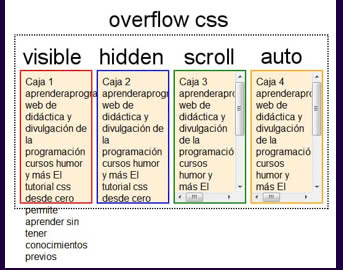 overflow css
visible hidden scroll auto
Caja 1
aprenderaprogra
web de
didáctica y
divulgación de
la
programación
cursos humor
y más El
tutorial css
desde cero
permite
aprender sin
tener
conocimientos
previos
Caja 2
aprenderaprogra
web de
didáctica y
divulgación de
la
programación
cursos humor
y más El
tutorial css
desde cero
Caja 3
aprenderaprogr
web de
didáctica y
divulgación
de la
programación
cursos
humor y
más El
Caja 4
aprenderaprogr
web de
didáctica y
divulgación
de la
programación
cursos
humor y
más El